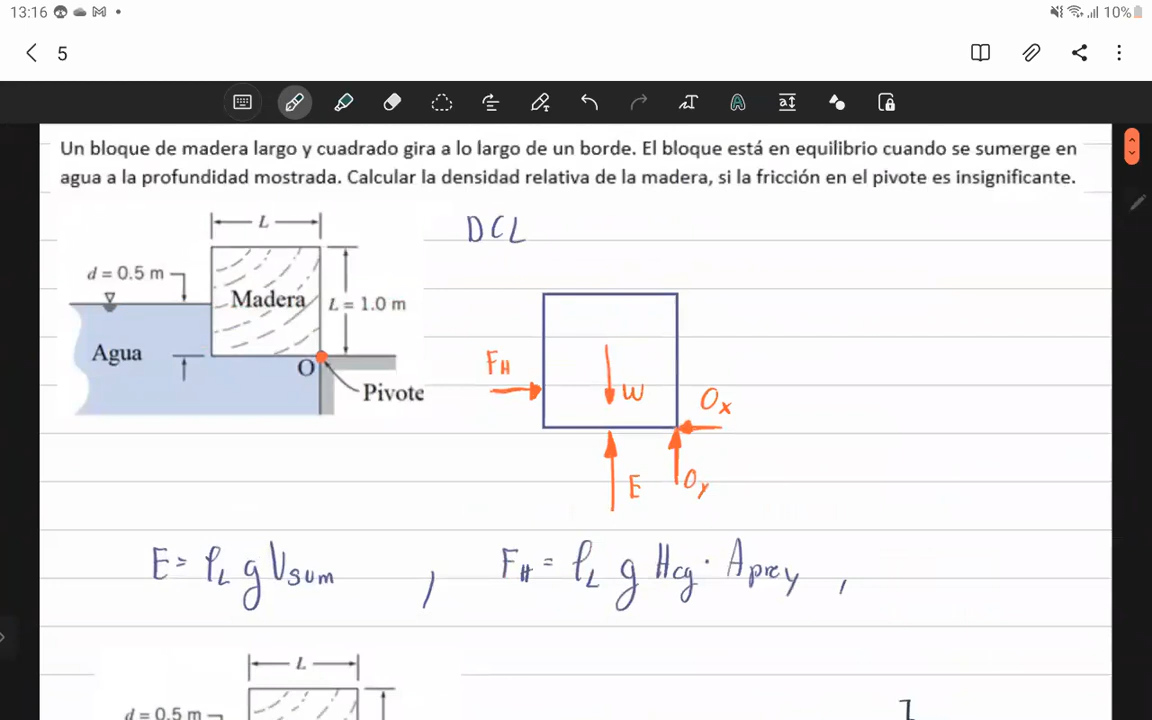 13:16
10%
5
Un bloque de madera largo y cuadrado gira a lo largo de un borde. El bloque está en equilibrio cuando se sumerge en
agua a la profundidad mostrada. Calcular la densidad relativa de la madera, si la fricción en el pivote es insignificante.
L
DCL
d = 0.5 m
Madera
L = 1.0 m
Agua
O
Pivote
FH
W
Ox
E
Oy
E = ρL g Vsum , FH = ρL g Hcg · Aproy ,
L
d = 0.5 m